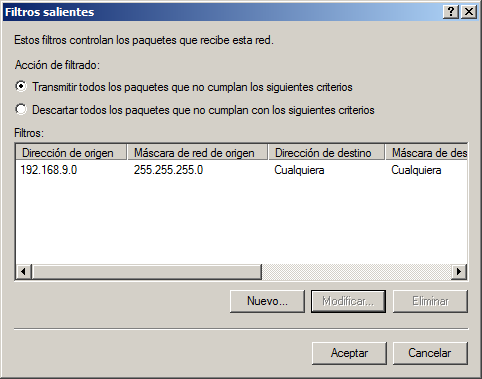 Filtros salientes
Estos filtros controlan los paquetes que recibe esta red.
Acción de filtrado:
Transmitir todos los paquetes que no cumplan los siguientes criterios
Descartar todos los paquetes que no cumplan con los siguientes criterios
Filtros:
Dirección de origen Máscara de red de origen Dirección de destino Máscara de des
192.168.9.0 255.255.255.0 Cualquiera Cualquiera
Nuevo... Modificar... Eliminar
Aceptar Cancelar